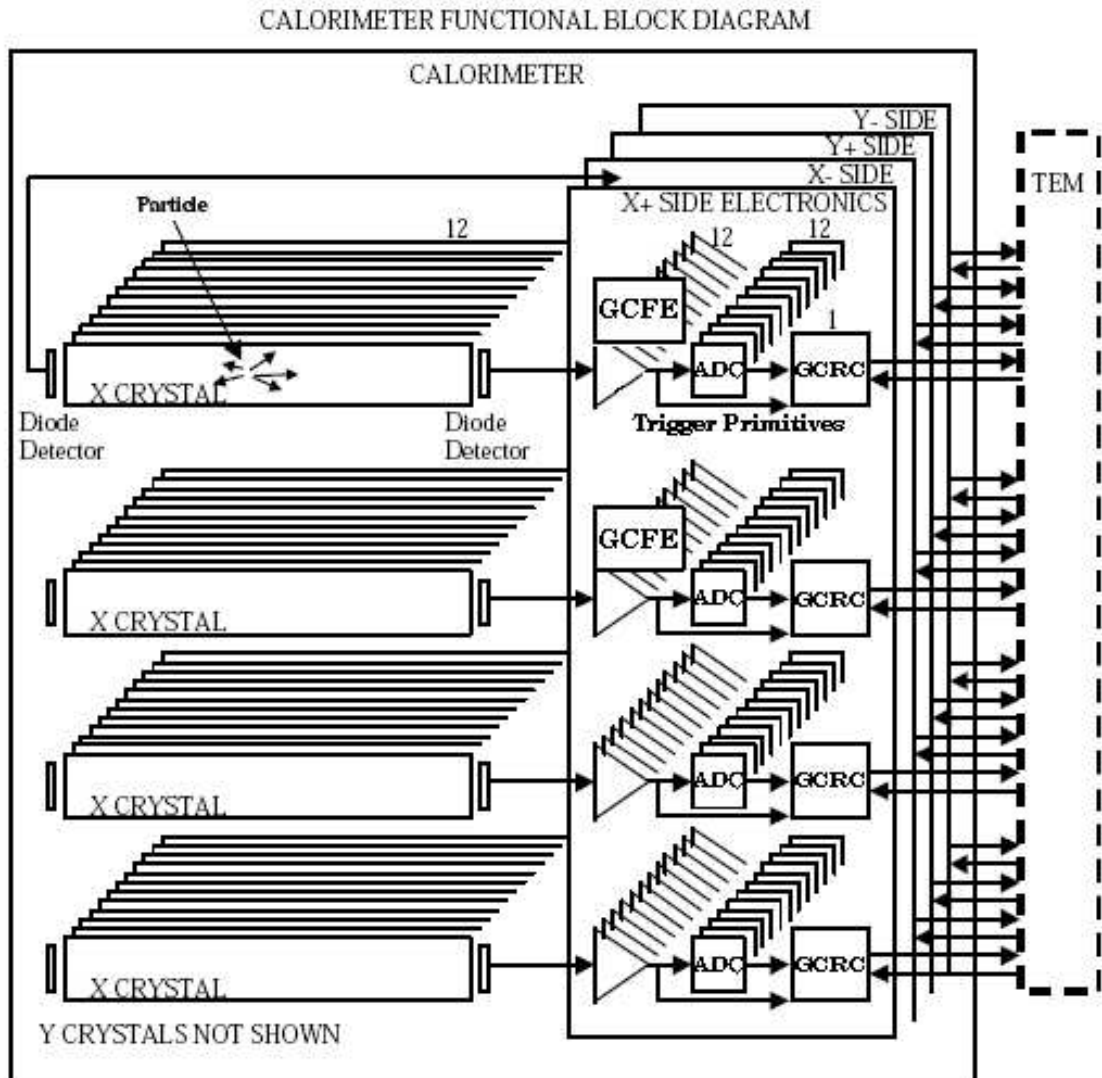 CALORIMETER FUNCTIONAL BLOCK DIAGRAM
CALORIMETER
Y- SIDE
Y+ SIDE
X- SIDE
TEM
X+ SIDE ELECTRONICS
Particle
12
12
12
GCFE
1
X CRYSTAL
ADC
GCRC
Diode
Detector
Diode
Detector
Trigger Primitives
GCFE
X CRYSTAL
ADC
GCRC
X CRYSTAL
ADC
GCRC
X CRYSTAL
ADC
GCRC
Y CRYSTALS NOT SHOWN